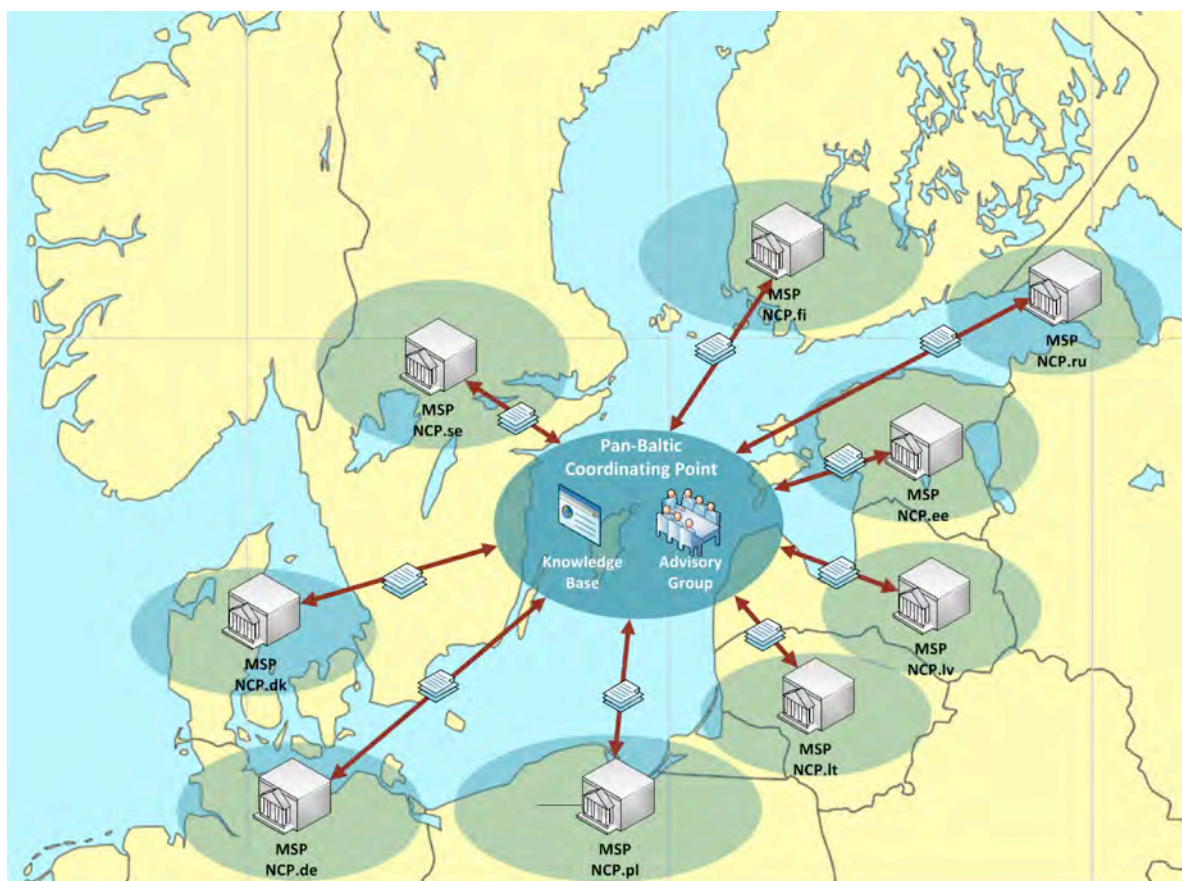 MSP
NCP.fi
MSP
NCP.ru
MSP
NCP.se
Pan-Baltic
Coordinating Point
Knowledge
Base
Advisory
Group
MSP
NCP.ee
MSP
NCP.lv
MSP
NCP.dk
MSP
NCP.lt
MSP
NCP.de
MSP
NCP.pl